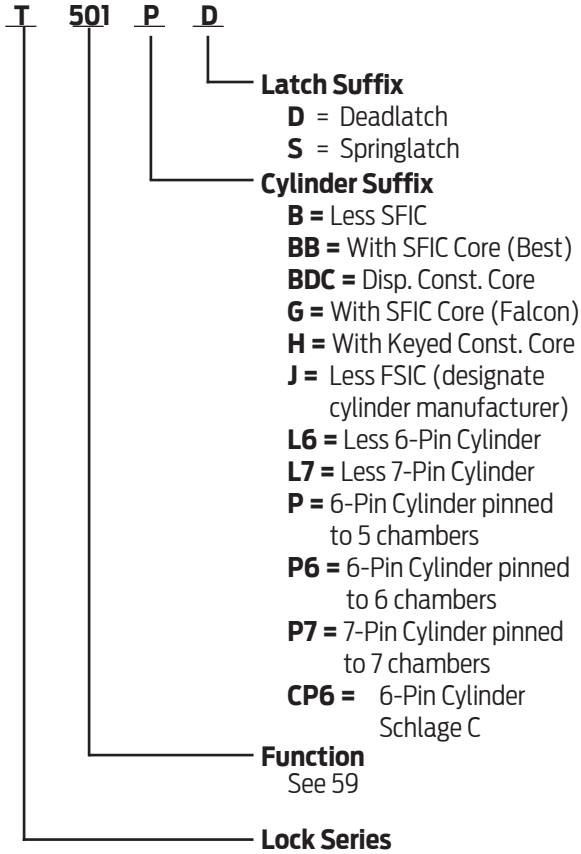 T 501 P D
Latch Suffix
D = Deadlatch
S = Springlatch
Cylinder Suffix
B = Less SFIC
BB = With SFIC Core (Best)
BDC = Disp. Const. Core
G = With SFIC Core (Falcon)
H = With Keyed Const. Core
J = Less FSIC (designate
cylinder manufacturer)
L6 = Less 6-Pin Cylinder
L7 = Less 7-Pin Cylinder
P = 6-Pin Cylinder pinned
to 5 chambers
P6 = 6-Pin Cylinder pinned
to 6 chambers
P7 = 7-Pin Cylinder pinned
to 7 chambers
CP6 = 6-Pin Cylinder
Schlage C
Function
See 59
Lock Series